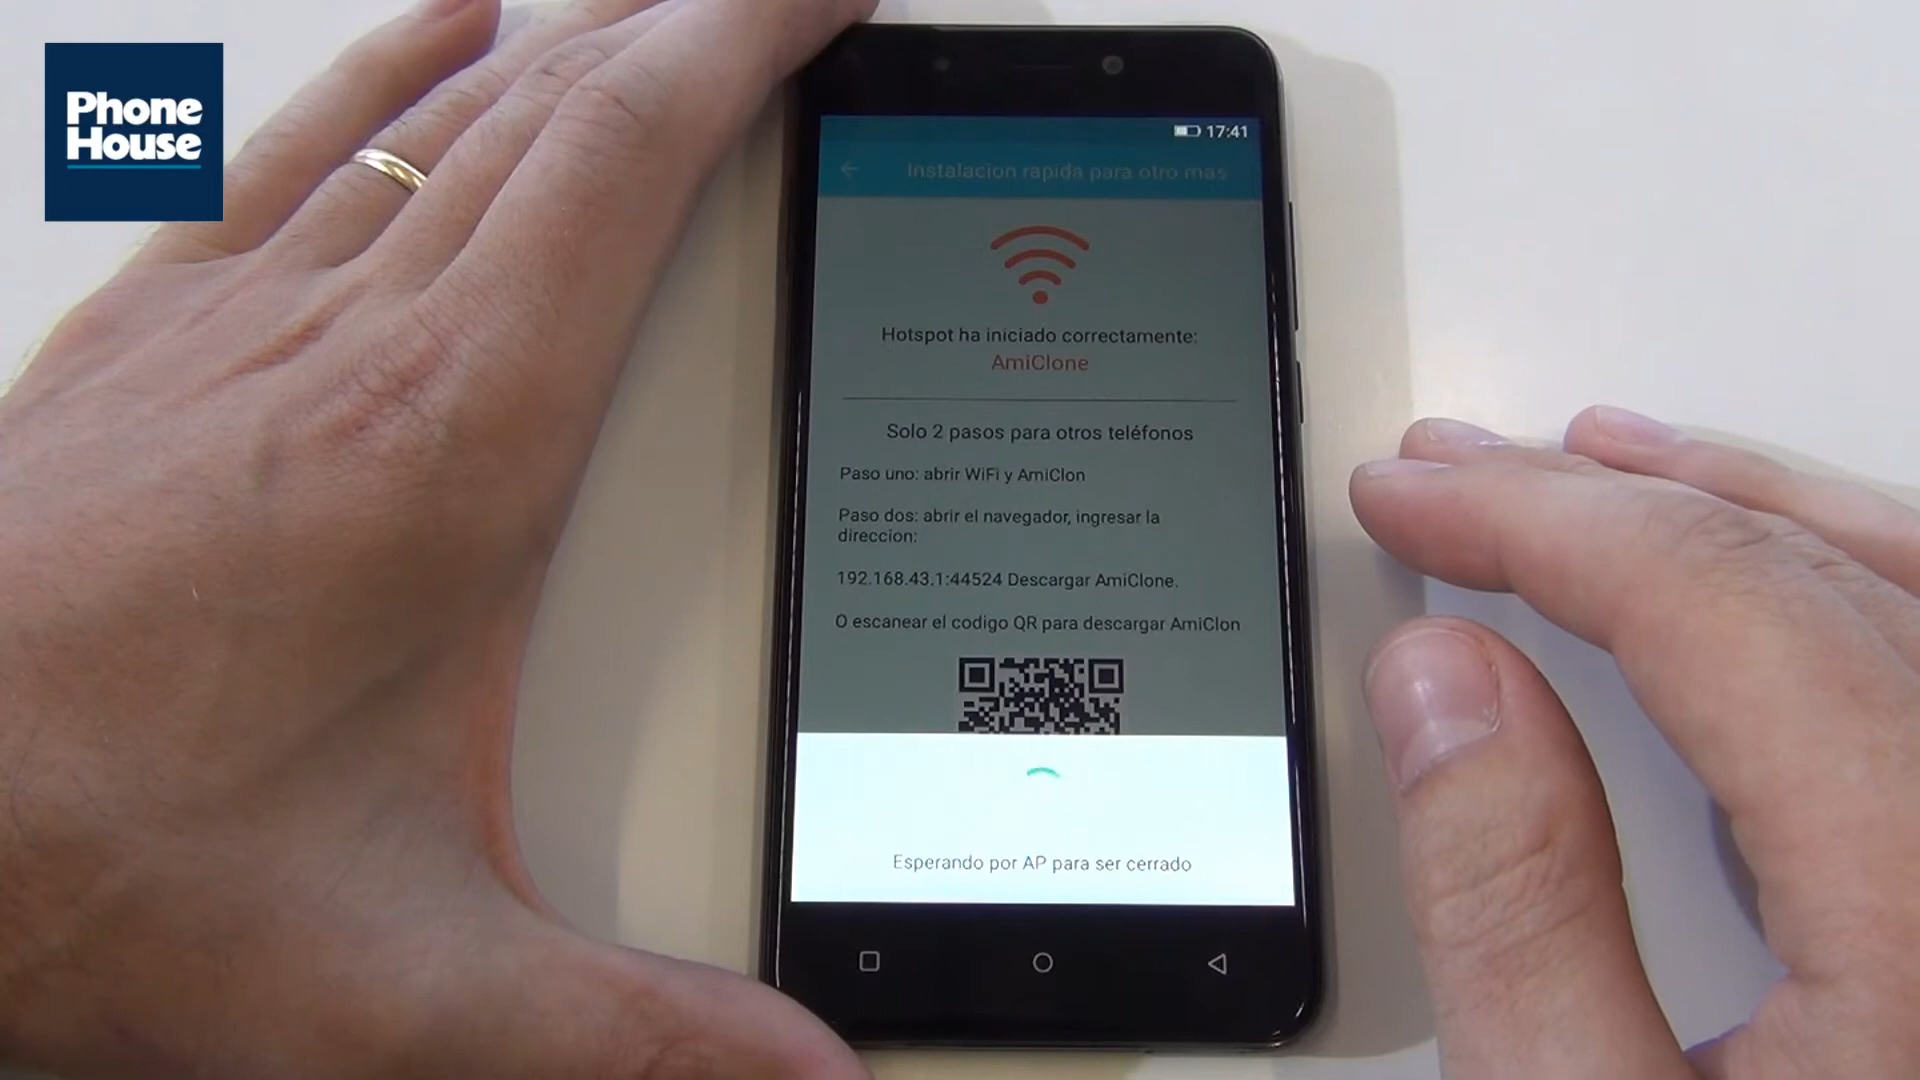 Phone
House
17:41
Instalacion rapida para otro mas
Hotspot ha iniciado correctamente:
AmiClone
Solo 2 pasos para otros teléfonos
Paso uno: abrir WiFi y AmiClon
Paso dos: abrir el navegador, ingresar la
direccion:
192.168.43.1:44524 Descargar AmiClone.
O escanear el codigo QR para descargar AmiClon
Esperando por AP para ser cerrado